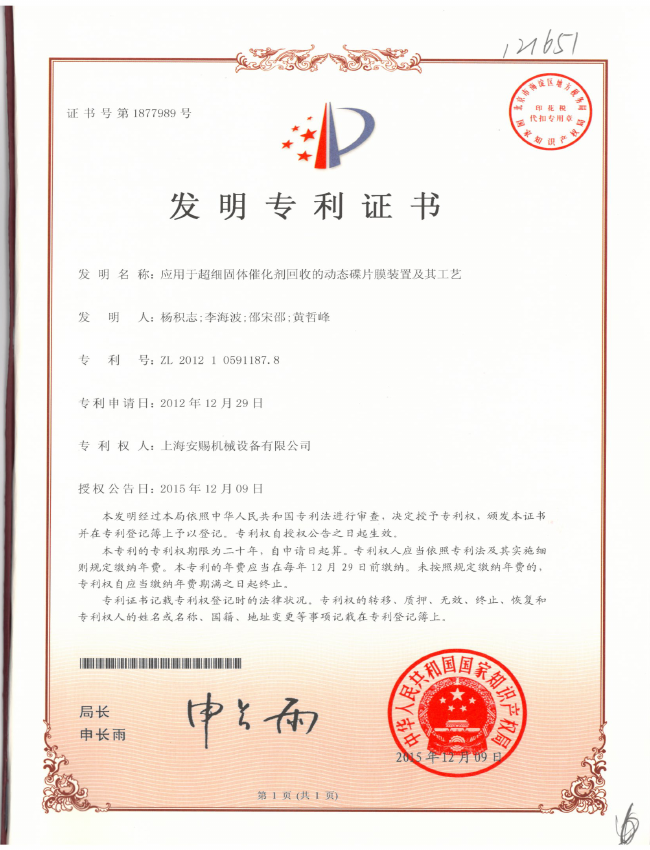 121651
证书号第1877989号
北京市海淀区地方税务局
印花税
代扣专用章
国家知识产权局
发明专利证书
发明名称：应用于超细固体催化剂回收的动态碟片膜装置及其工艺
发明人：杨积志;李海波;邵宋邵;黄哲峰
专利号：ZL 2012 1 0591187.8
专利申请日：2012年12月29日
专利权人：上海安赐机械设备有限公司
授权公告日：2015年12月09日
本发明经过本局依照中华人民共和国专利法进行审查，决定授予专利权，颁发本证书
并在专利登记簿上予以登记。专利权自授权公告之日起生效。
本专利的专利权期限为二十年，自申请日起算。专利权人应当依照专利法及其实施细
则规定缴纳年费。本专利的年费应当在每年12月29日前缴纳。未按照规定缴纳年费的，
专利权自应当缴纳年费期满之日起终止。
专利证书记载专利权登记时的法律状况。专利权的转移、质押、无效、终止、恢复和
专利权人的姓名或名称、国籍、地址变更等事项记载在专利登记簿上。
局长
申长雨
申长雨
中华人民共和国国家知识产权局
2015年12月09日
第1页(共1页)